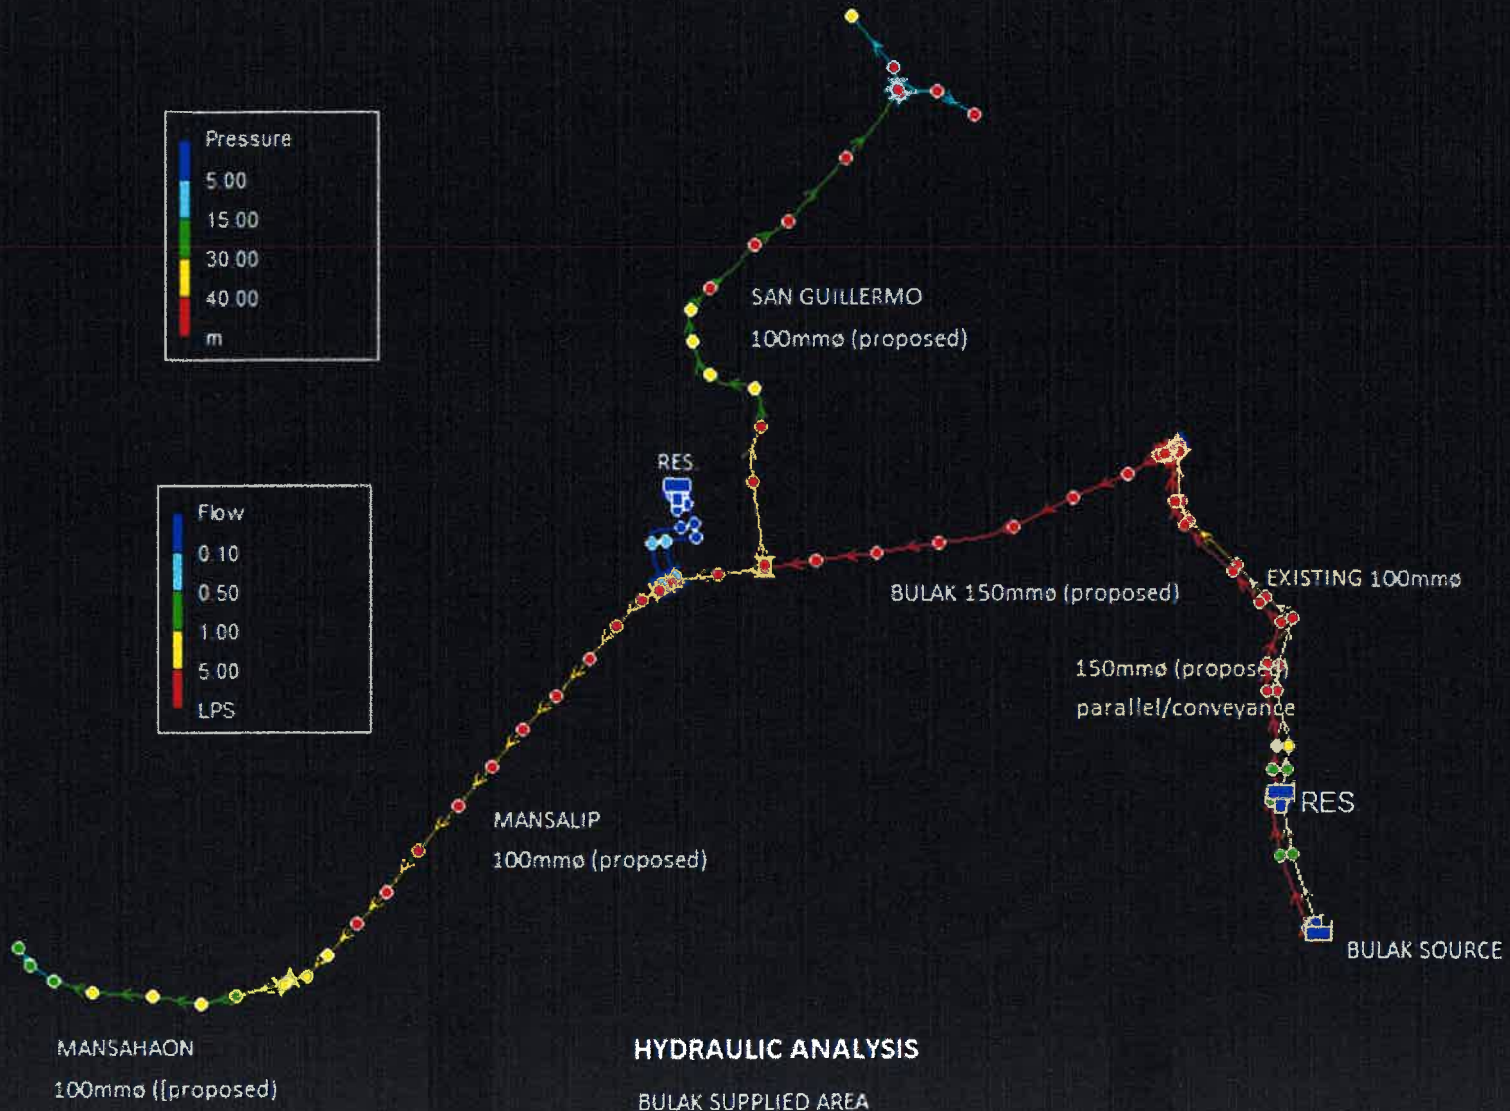 Pressure
5.00
15.00
30.00
40.00
m
SAN GUILLERMO
100mmø (proposed)
Flow
0.10
0.50
1.00
5.00
LPS
RES
BULAK 150mmø (proposed)
EXISTING 100mmø
150mmø (proposed)
parallel/conveyance
RES
MANSALIP
100mmø (proposed)
BULAK SOURCE
MANSAHAON
100mmø ([proposed)
HYDRAULIC ANALYSIS
BULAK SUPPLIED AREA